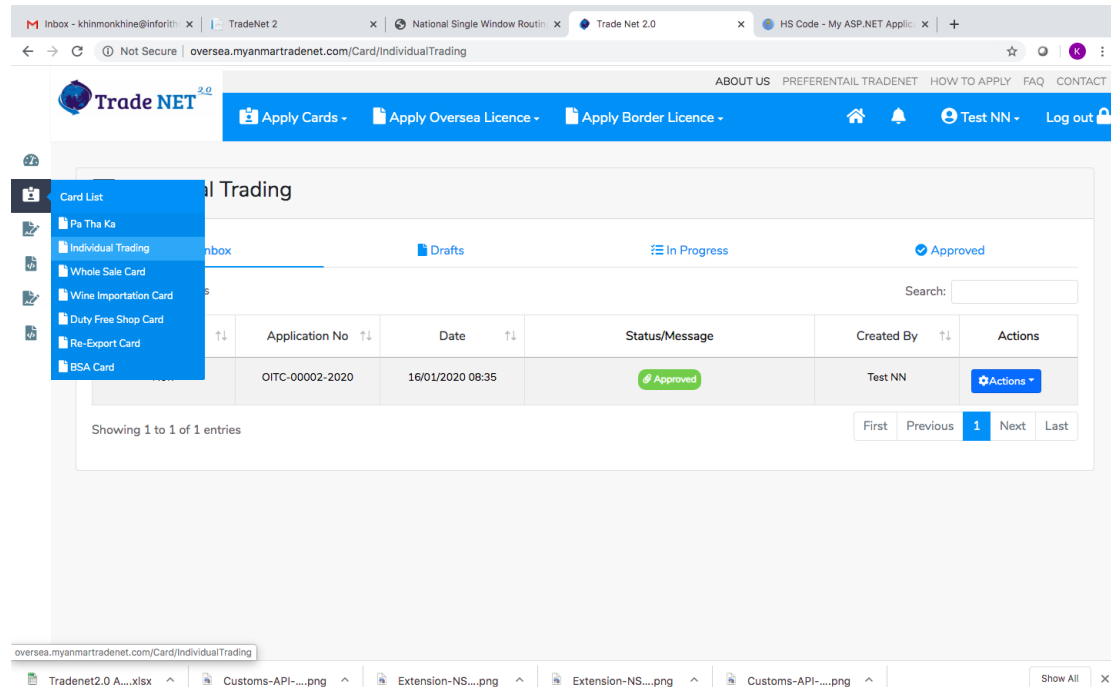 Inbox - khinmonkhine@inforith
TradeNet 2
National Single Window Routin
Trade Net 2.0
HS Code - My ASP.NET Applic
Not Secure | oversea.myanmartradenet.com/Card/IndividualTrading
K
ABOUT US PREFERENTAIL TRADENET HOW TO APPLY FAQ CONTACT
Trade NET 2.0
Apply Cards Apply Oversea Licence Apply Border Licence Test NN Log out
Card List
al Trading
Pa Tha Ka
Individual Trading
nbox Drafts In Progress Approved
Whole Sale Card
Wine Importation Card
s Search:
Duty Free Shop Card
Re-Export Card
Application No Date Status/Message Created By Actions
BSA Card
OITC-00002-2020 16/01/2020 08:35 Approved Test NN Actions
Showing 1 to 1 of 1 entries First Previous 1 Next Last
oversea.myanmartradenet.com/Card/IndividualTrading
Tradenet2.0 A....xlsx Customs-API-....png Extension-NS....png Extension-NS....png Customs-API-....png Show All